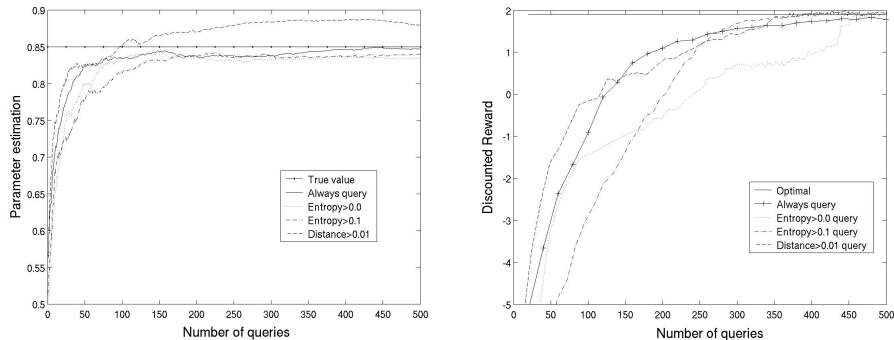 0.9
0.85
0.8
0.75
0.7
0.65
0.6
0.55
0.5
Parameter estimation
0
50
100
150
200
250
300
350
400
450
500
Number of queries
True value
Always query
Entropy>0.0
Entropy>0.1
Distance>0.01
2
1
0
-1
-2
-3
-4
-5
Discounted Reward
0
50
100
150
200
250
300
350
400
450
500
Number of queries
Optimal
Always query
Entropy>0.0 query
Entropy>0.1 query
Distance>0.01 query